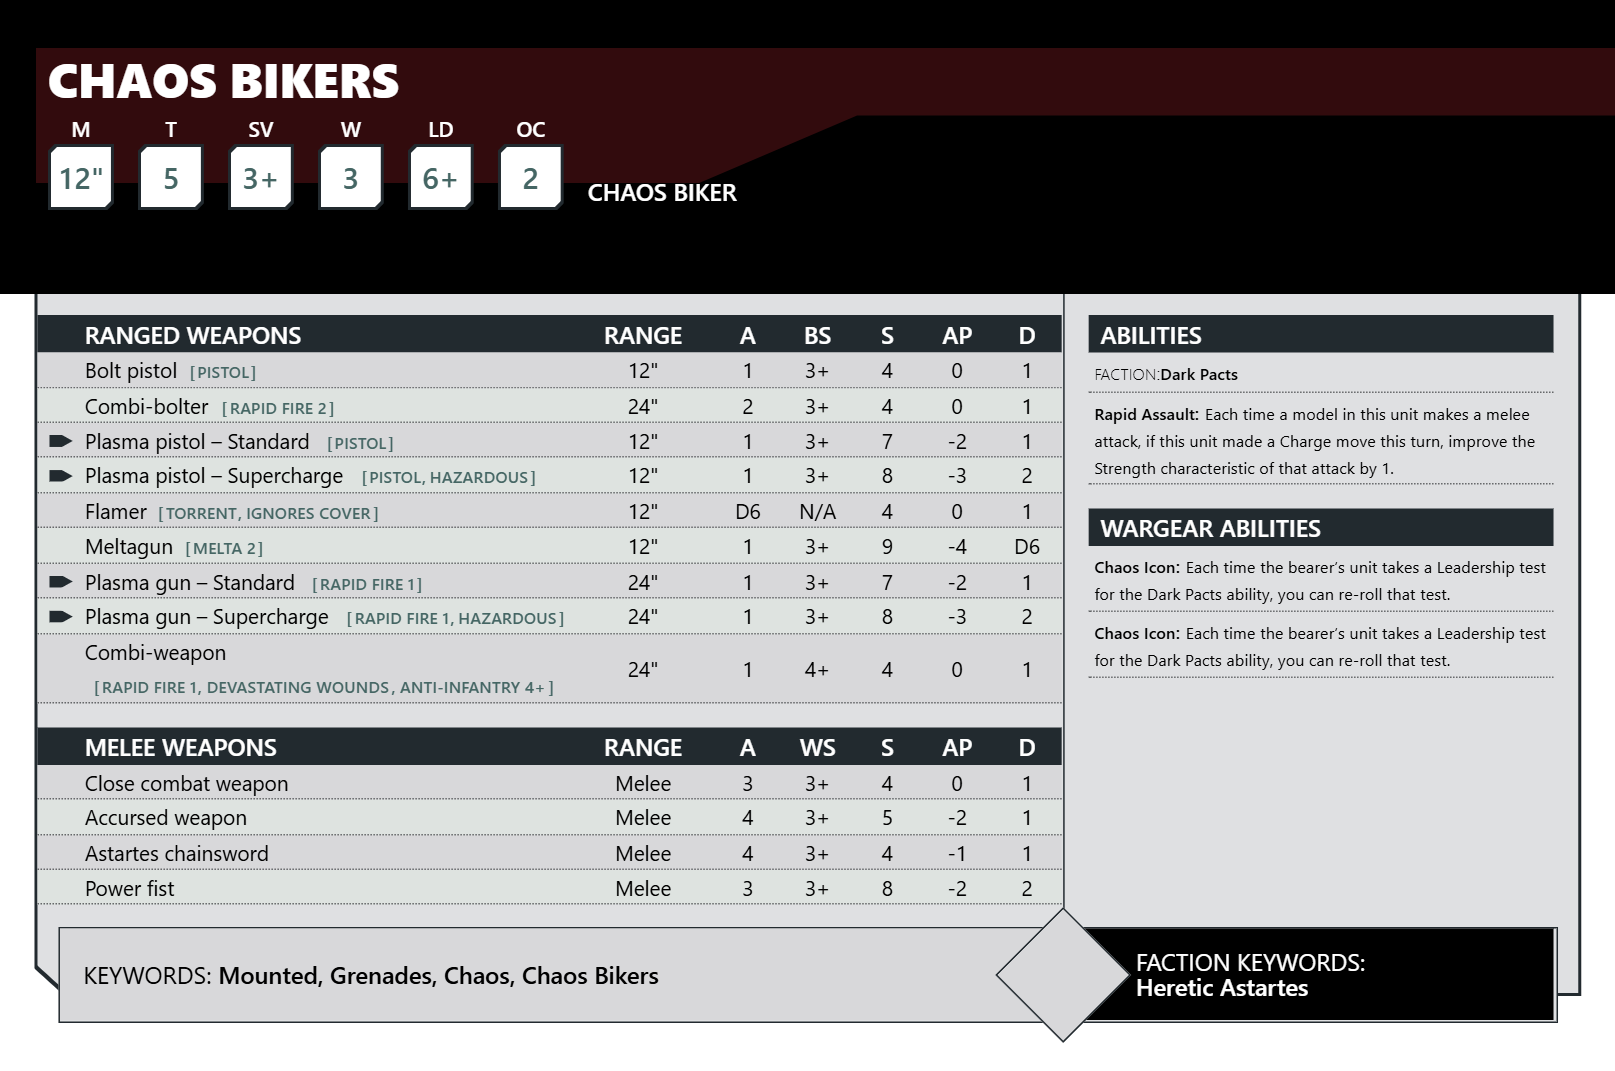 CHAOS BIKERS
M T SV W LD OC
12" 5 3+ 3 6+ 2 CHAOS BIKER
RANGED WEAPONS RANGE A BS S AP D
Bolt pistol [PISTOL] 12" 1 3+ 4 0 1
Combi-bolter [RAPID FIRE 2] 24" 2 3+ 4 0 1
Plasma pistol – Standard [PISTOL] 12" 1 3+ 7 -2 1
Plasma pistol – Supercharge [PISTOL, HAZARDOUS] 12" 1 3+ 8 -3 2
Flamer [TORRENT, IGNORES COVER] 12" D6 N/A 4 0 1
Meltagun [MELTA 2] 12" 1 3+ 9 -4 D6
Plasma gun – Standard [RAPID FIRE 1] 24" 1 3+ 7 -2 1
Plasma gun – Supercharge [RAPID FIRE 1, HAZARDOUS] 24" 1 3+ 8 -3 2
Combi-weapon
[RAPID FIRE 1, DEVASTATING WOUNDS, ANTI-INFANTRY 4+] 24" 1 4+ 4 0 1
MELEE WEAPONS RANGE A WS S AP D
Close combat weapon Melee 3 3+ 4 0 1
Accursed weapon Melee 4 3+ 5 -2 1
Astartes chainsword Melee 4 3+ 4 -1 1
Power fist Melee 3 3+ 8 -2 2
ABILITIES
FACTION:Dark Pacts
Rapid Assault: Each time a model in this unit makes a melee
attack, if this unit made a Charge move this turn, improve the
Strength characteristic of that attack by 1.
WARGEAR ABILITIES
Chaos Icon: Each time the bearer's unit takes a Leadership test
for the Dark Pacts ability, you can re-roll that test.
Chaos Icon: Each time the bearer's unit takes a Leadership test
for the Dark Pacts ability, you can re-roll that test.
KEYWORDS: Mounted, Grenades, Chaos, Chaos Bikers
FACTION KEYWORDS:
Heretic Astartes